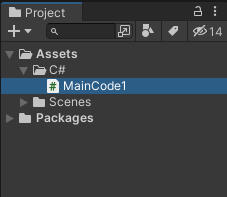 Project
14
Assets
C#
MainCode1
Scenes
Packages